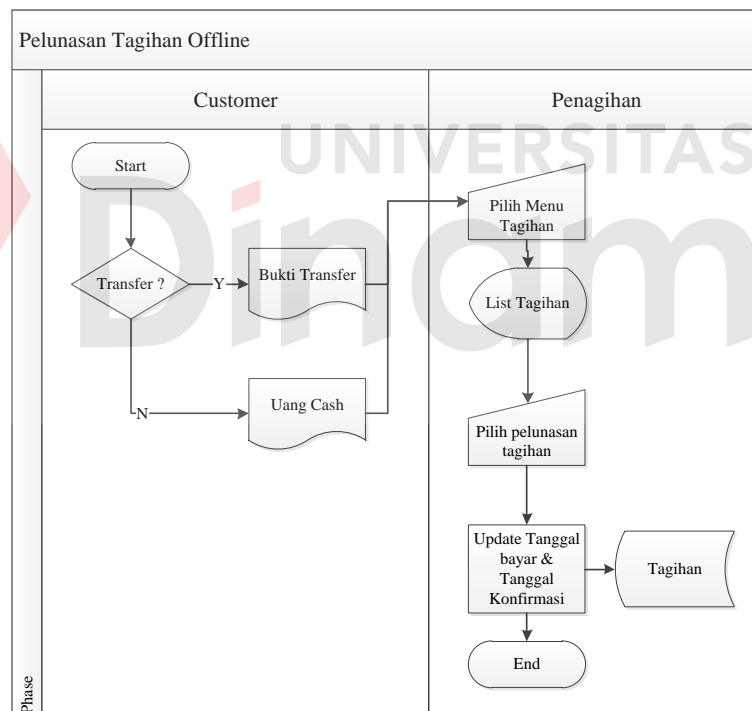 Pelunasan Tagihan Offline
Customer
Penagihan
UNIVERSITAS
Dinam
Start
Transfer ?
Y
Bukti Transfer
N
Uang Cash
Pilih Menu
Tagihan
List Tagihan
Pilih pelunasan
tagihan
Update Tanggal
bayar &
Tanggal
Konfirmasi
Tagihan
End
Phase